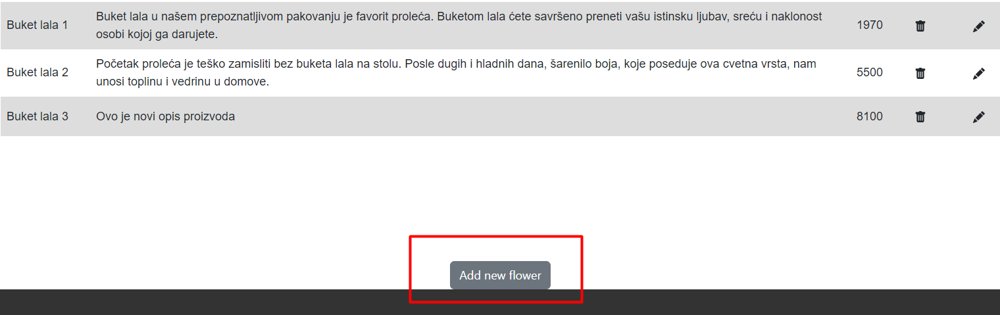 Buket lala 1
Buket lala u našem prepoznatljivom pakovanju je favorit proleća. Buketom lala ćete savršeno preneti vašu istinsku ljubav, sreću i naklonost
osobi kojoj ga darujete.
1970
Buket lala 2
Početak proleća je teško zamisliti bez buketa lala na stolu. Posle dugih i hladnih dana, šarenilo boja, koje poseduje ova cvetna vrsta, nam
unosi toplinu i vedrinu u domove.
5500
Buket lala 3
Ovo je novi opis proizvoda
8100
Add new flower